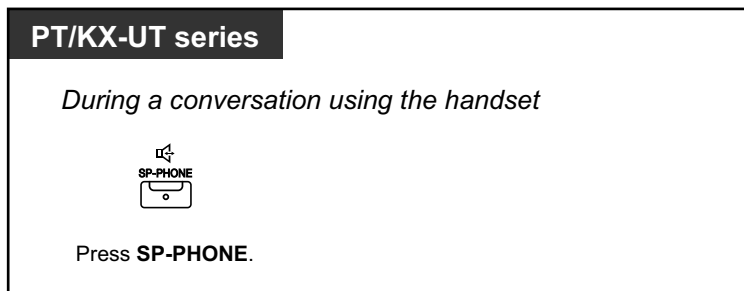 PT/KX-UT series
During a conversation using the handset
SP-PHONE
Press SP-PHONE.